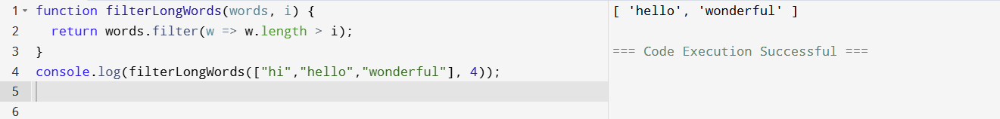 1 function filterLongWords(words, i) {
2   return words.filter(w => w.length > i);
3 }
4 console.log(filterLongWords(["hi","hello","wonderful"], 4));
5
6
[ 'hello', 'wonderful' ]
=== Code Execution Successful ===